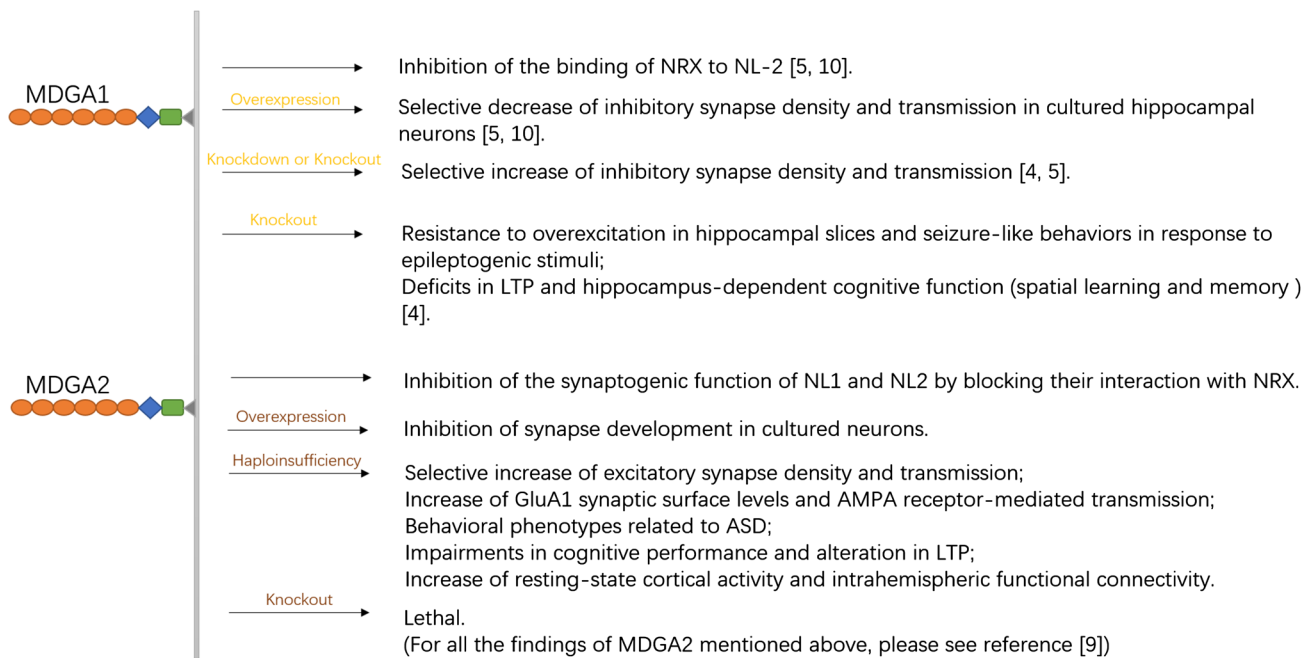 MDGA1
Inhibition of the binding of NRX to NL-2 [5, 10].
Overexpression
Selective decrease of inhibitory synapse density and transmission in cultured hippocampal
neurons [5, 10].
Knockdown or Knockout
Selective increase of inhibitory synapse density and transmission [4, 5].
Knockout
Resistance to overexcitation in hippocampal slices and seizure-like behaviors in response to
epileptogenic stimuli;
Deficits in LTP and hippocampus-dependent cognitive function (spatial learning and memory )
[4].
MDGA2
Inhibition of the synaptogenic function of NL1 and NL2 by blocking their interaction with NRX.
Overexpression
Inhibition of synapse development in cultured neurons.
Haploinsufficiency
Selective increase of excitatory synapse density and transmission;
Increase of GluA1 synaptic surface levels and AMPA receptor-mediated transmission;
Behavioral phenotypes related to ASD;
Impairments in cognitive performance and alteration in LTP;
Increase of resting-state cortical activity and intrahemispheric functional connectivity.
Knockout
Lethal.
(For all the findings of MDGA2 mentioned above, please see reference [9])